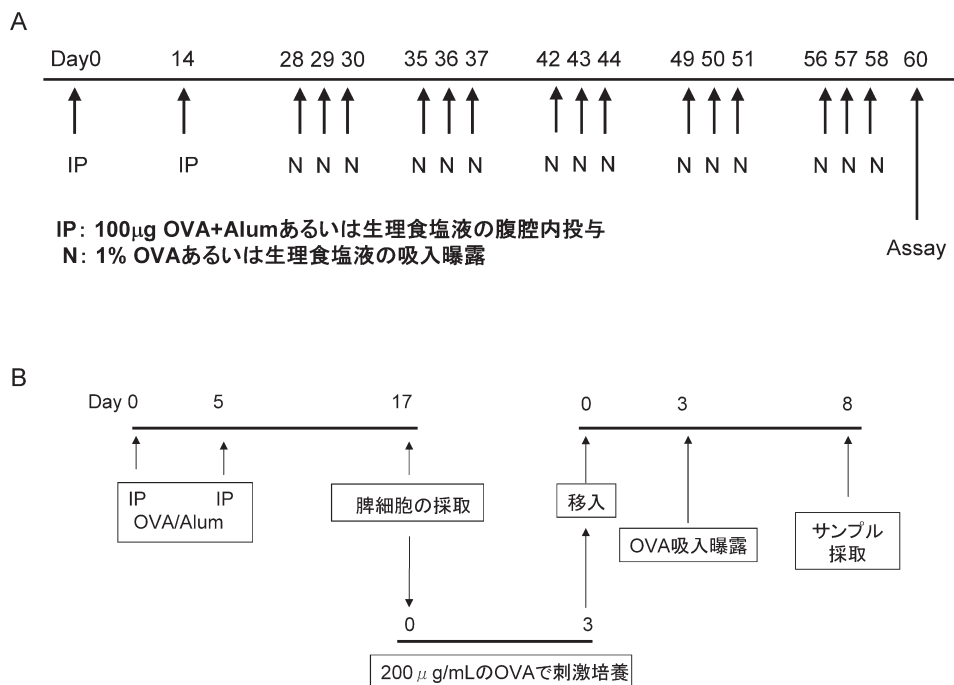 A
Day0 14 28 29 30 35 36 37 42 43 44 49 50 51 56 57 58 60
IP IP N N N N N N N N N N N N N N N
IP: 100μg OVA+Alumあるいは生理食塩液の腹腔内投与
N: 1% OVAあるいは生理食塩液の吸入曝露
Assay
B
Day 0 5 17 0 3 8
IP IP
OVA/Alum
脾細胞の採取
移入
OVA吸入曝露
サンプル
採取
0 3
200μg/mLのOVAで刺激培養